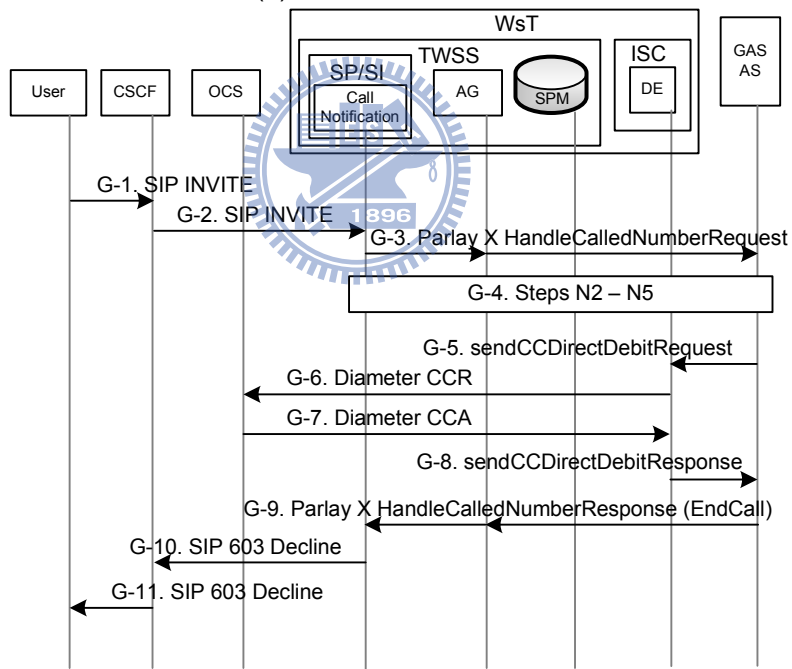 WsT
TWSS
ISC
GAS
AS
SP/SI
User
CSCF
OCS
Call
Notification
AG
SPM
DE
G-1. SIP INVITE
G-2. SIP INVITE
1896
G-3. Parlay X HandleCalledNumberRequest
G-4. Steps N2 – N5
G-5. sendCCDirectDebitRequest
G-6. Diameter CCR
G-7. Diameter CCA
G-8. sendCCDirectDebitResponse
G-9. Parlay X HandleCalledNumberResponse (EndCall)
G-10. SIP 603 Decline
G-11. SIP 603 Decline